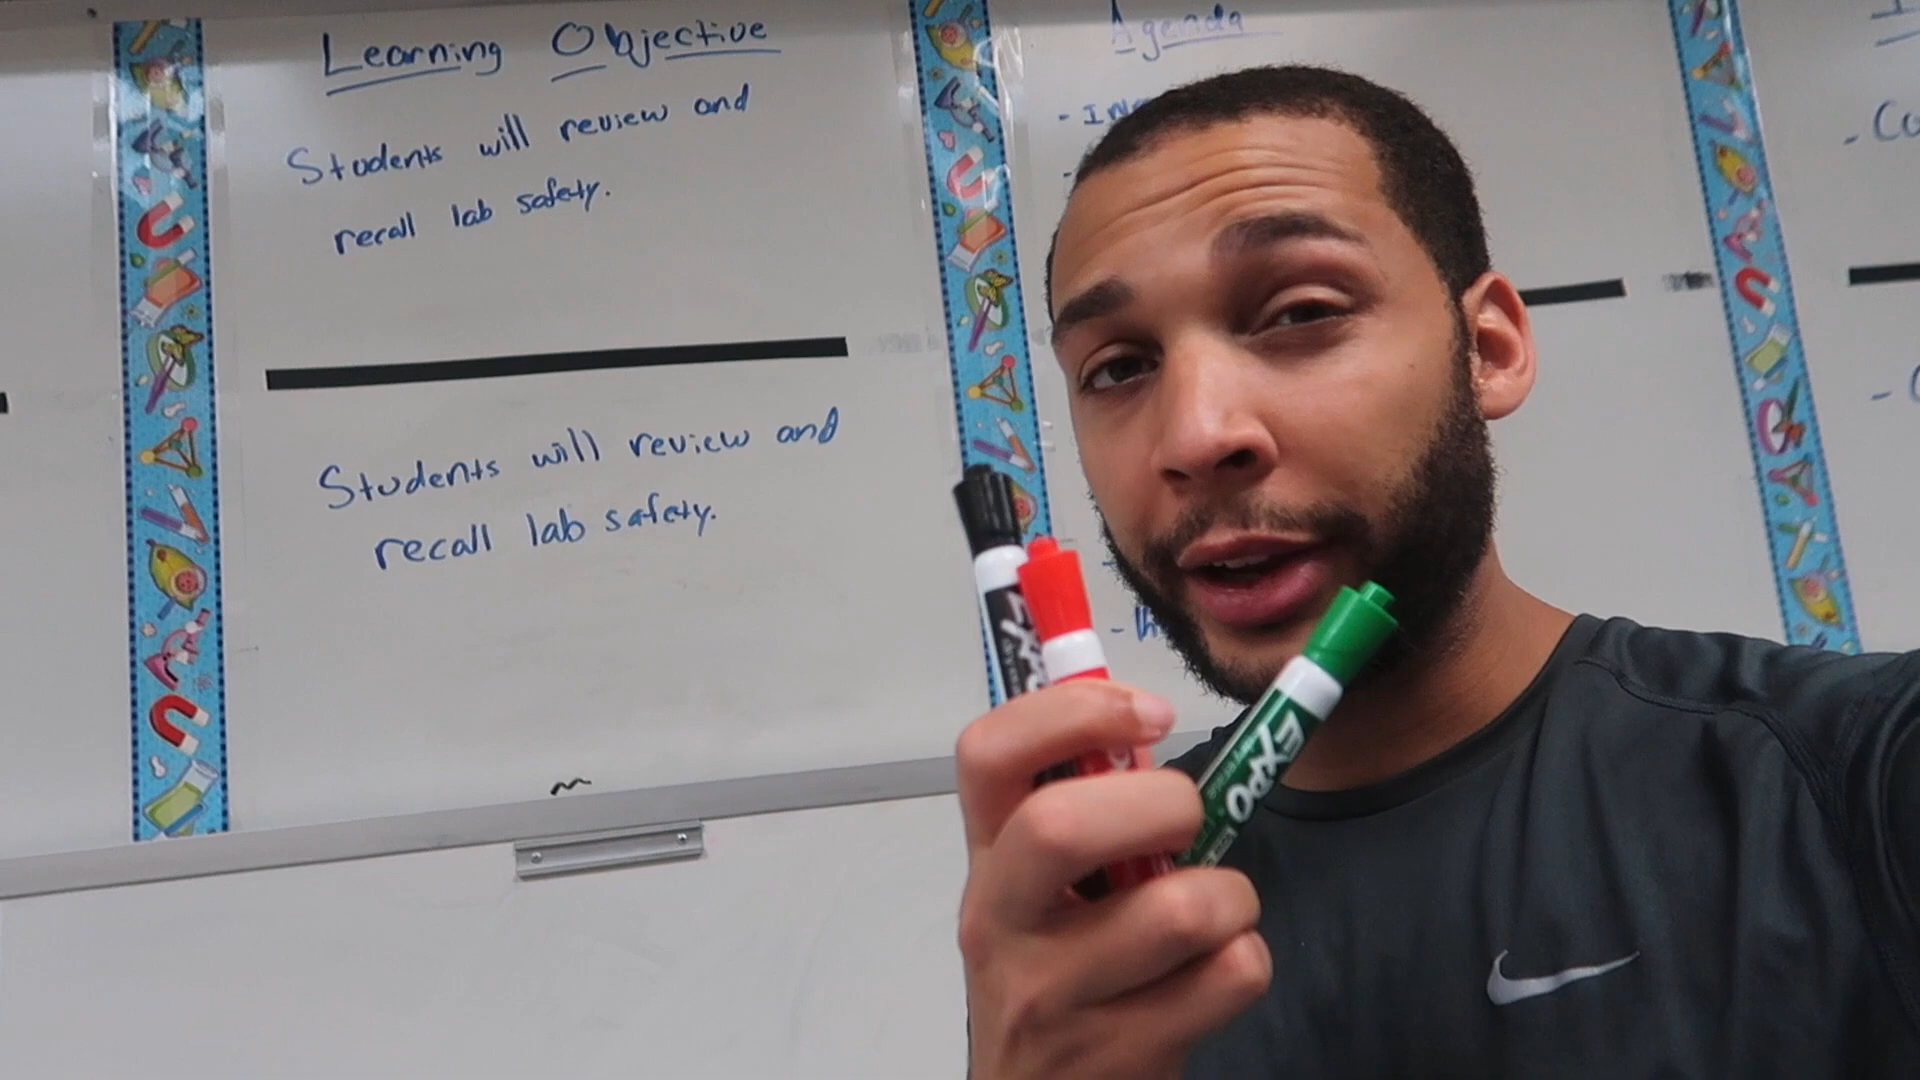 Learning Objective
Students will review and
recall lab safety.
Students will review and
recall lab safety.
Agenda
EXPO
EXPO